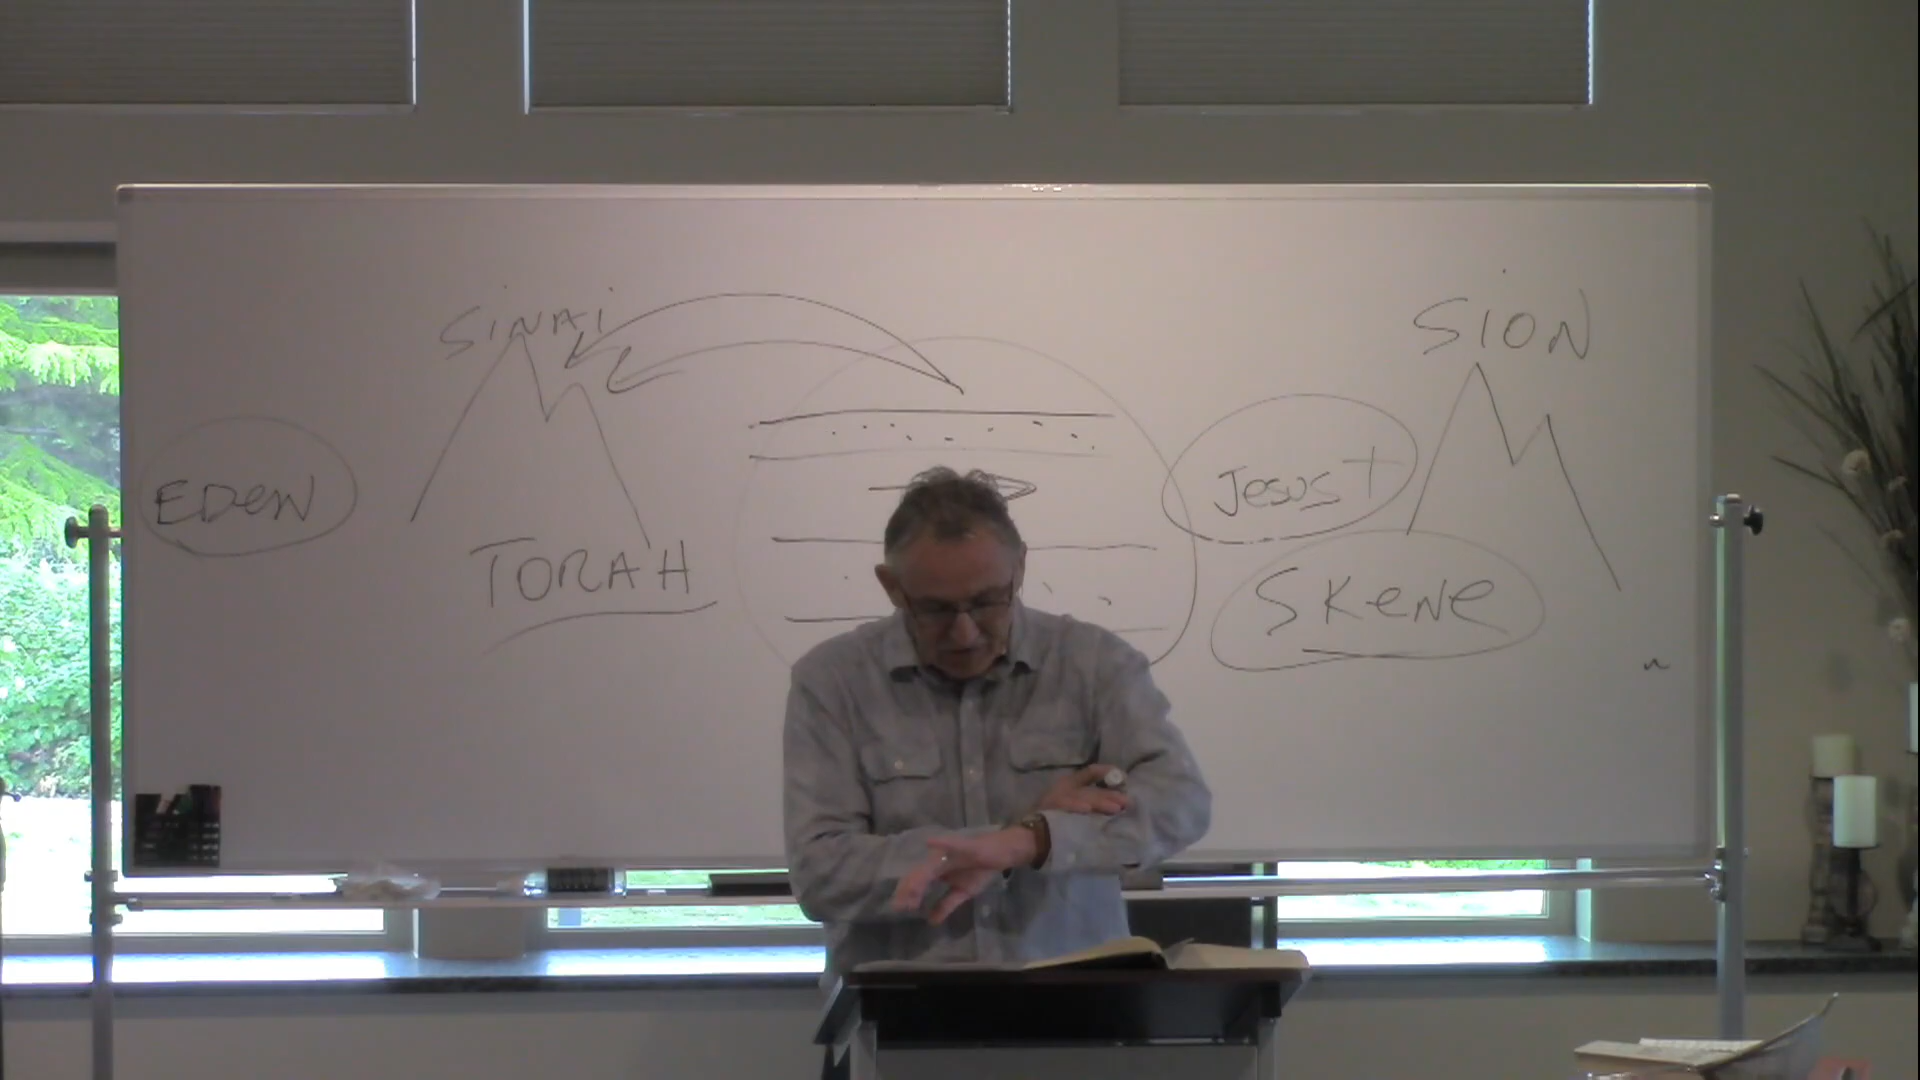 SiNAi
SiON
EDeN
Jesus +
TORAH
SKeNe